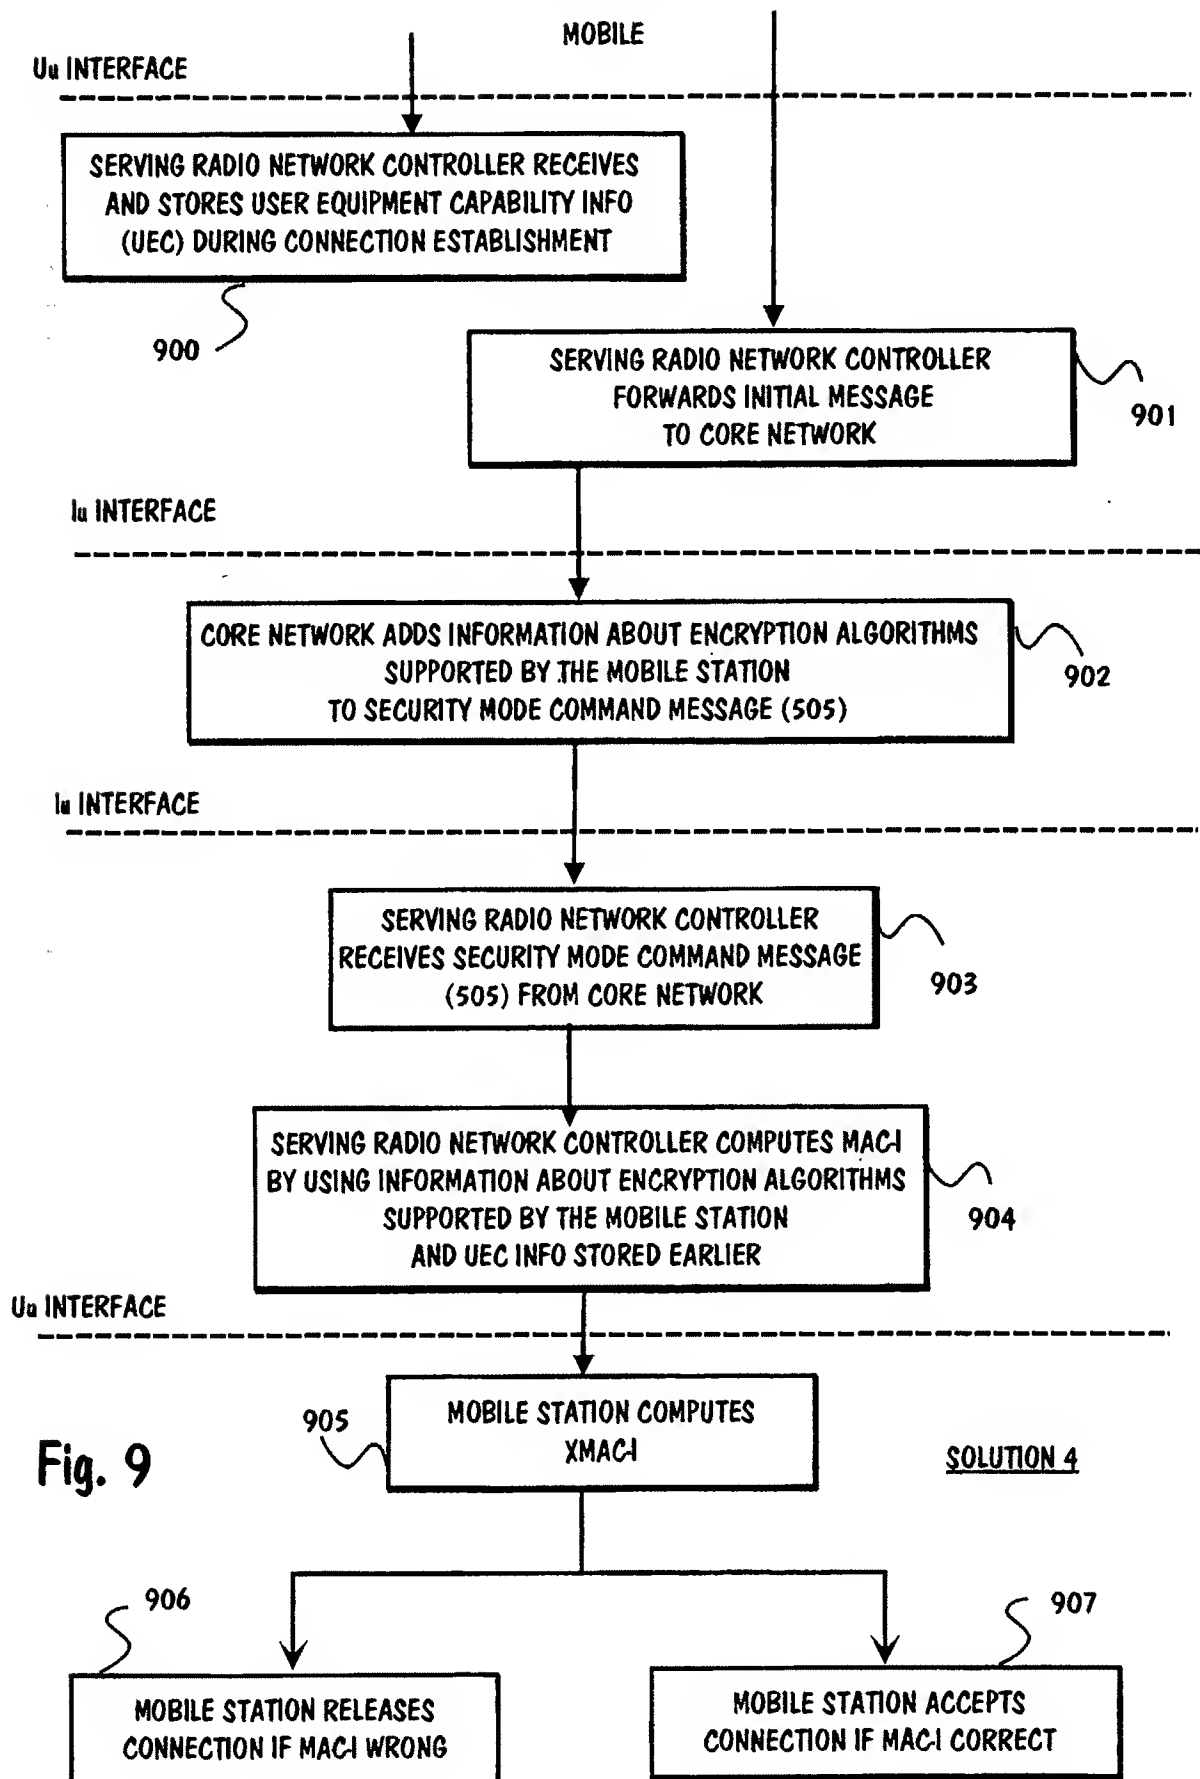 MOBILE
Uu INTERFACE
SERVING RADIO NETWORK CONTROLLER RECEIVES
AND STORES USER EQUIPMENT CAPABILITY INFO
(UEC) DURING CONNECTION ESTABLISHMENT
900
SERVING RADIO NETWORK CONTROLLER
FORWARDS INITIAL MESSAGE
TO CORE NETWORK
901
Iu INTERFACE
CORE NETWORK ADDS INFORMATION ABOUT ENCRYPTION ALGORITHMS
SUPPORTED BY THE MOBILE STATION
TO SECURITY MODE COMMAND MESSAGE (505)
902
Iu INTERFACE
SERVING RADIO NETWORK CONTROLLER
RECEIVES SECURITY MODE COMMAND MESSAGE
(505) FROM CORE NETWORK
903
SERVING RADIO NETWORK CONTROLLER COMPUTES MAC-I
BY USING INFORMATION ABOUT ENCRYPTION ALGORITHMS
SUPPORTED BY THE MOBILE STATION
AND UEC INFO STORED EARLIER
904
Uu INTERFACE
MOBILE STATION COMPUTES
XMAC-I
905
Fig. 9
SOLUTION 4
906
907
MOBILE STATION RELEASES
CONNECTION IF MAC-I WRONG
MOBILE STATION ACCEPTS
CONNECTION IF MAC-I CORRECT